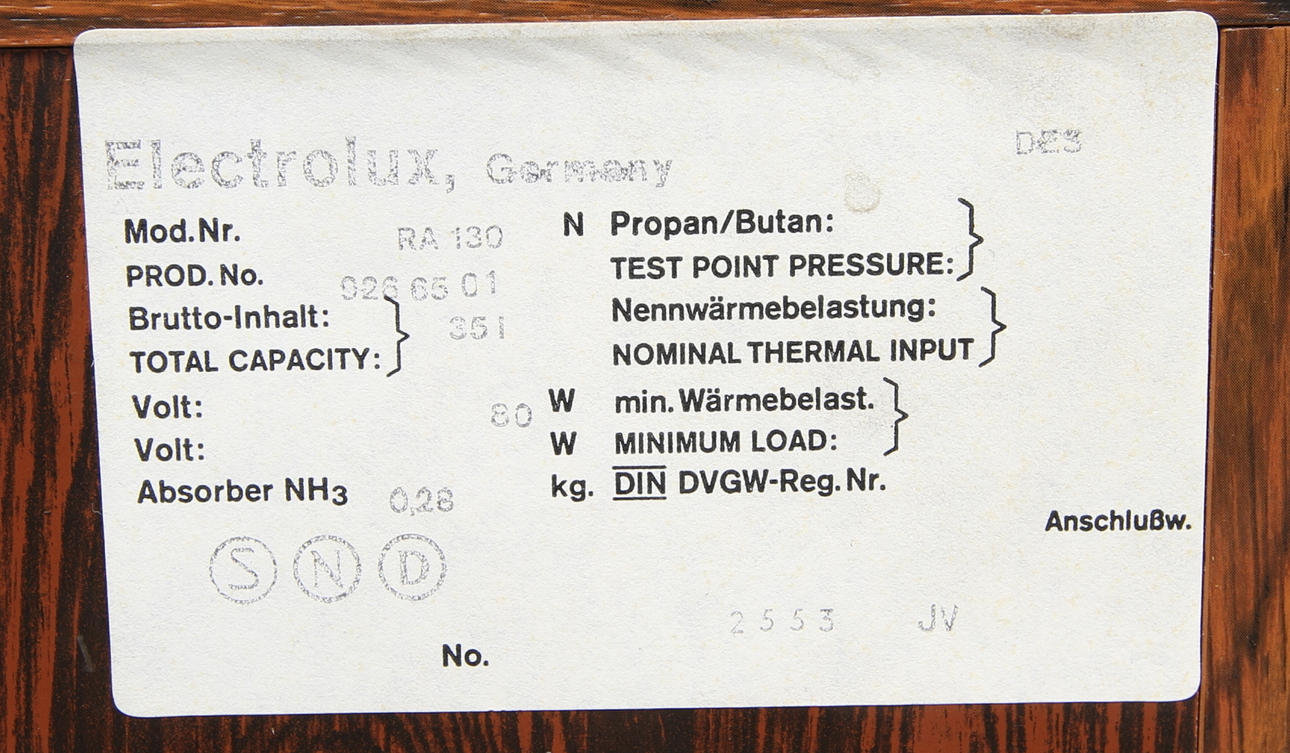 DES
Electrolux, Germany
Mod.Nr. RA 130 N Propan/Butan:
PROD. No. 926 65 01 TEST POINT PRESSURE:
Brutto-Inhalt: Nennwärmebelastung:
35 l
TOTAL CAPACITY: NOMINAL THERMAL INPUT
Volt: 80 W min. Wärmebelast.
Volt: W MINIMUM LOAD:
Absorber NH3 0,28 kg. DIN DVGW-Reg. Nr.
Anschlußw.
S N D
2553 JV
No.